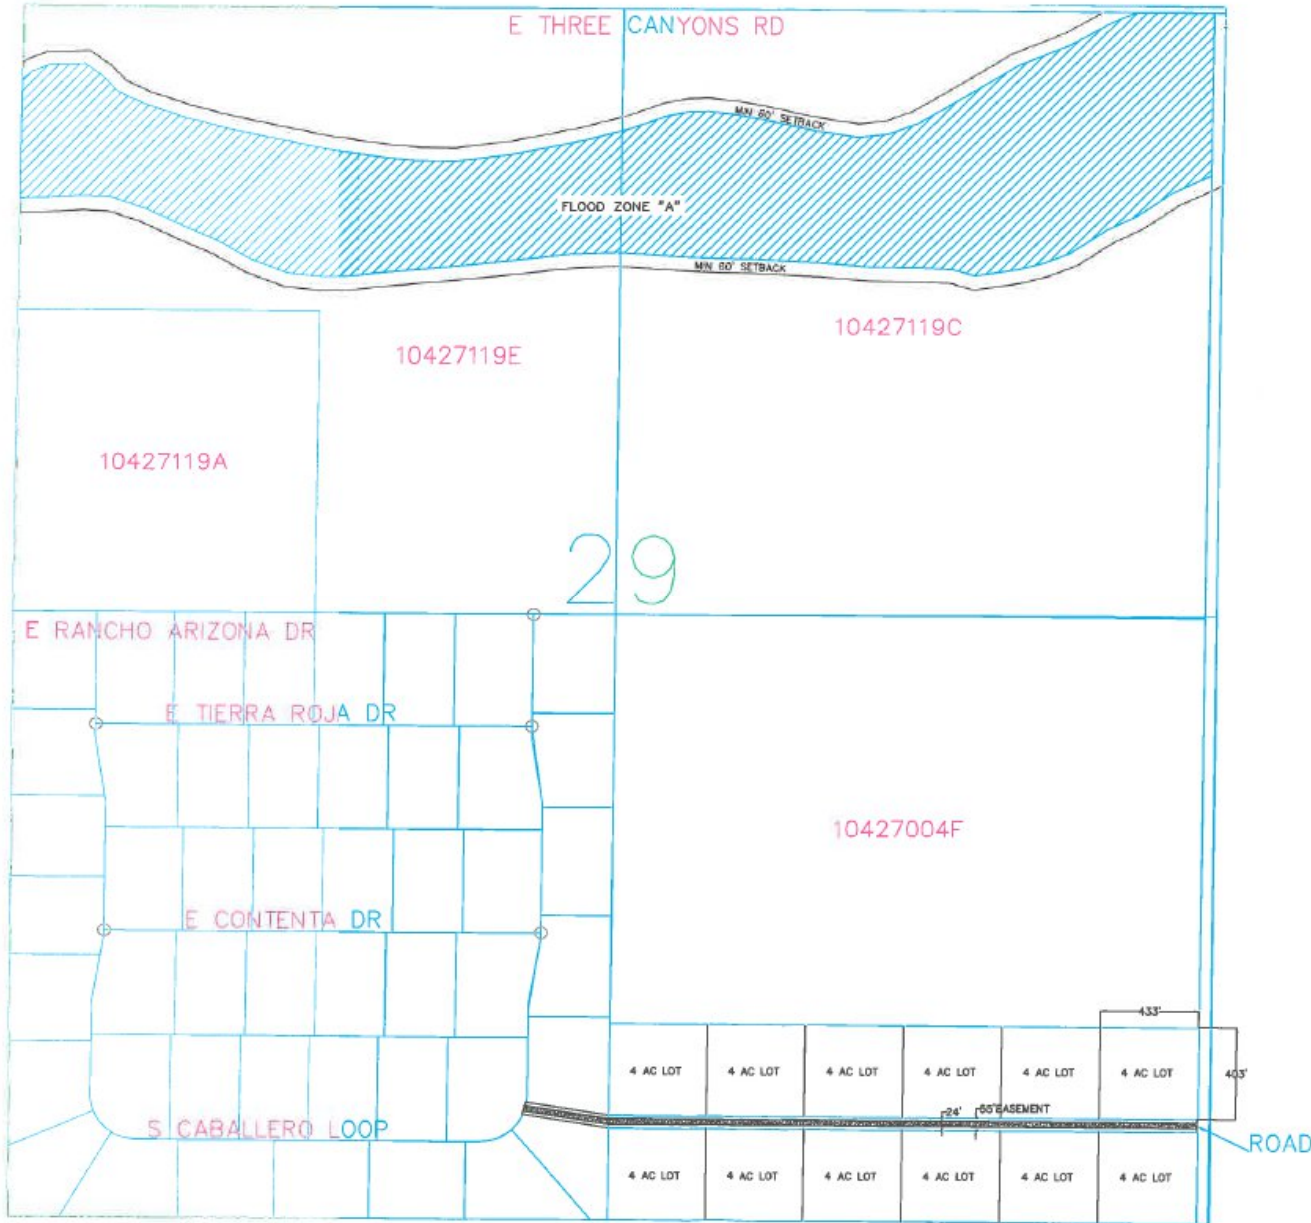 E THREE CANYONS RD
MIN 60' SETBACK
FLOOD ZONE "A"
MIN 60' SETBACK
10427119C
10427119E
10427119A
29
E RANCHO ARIZONA DR
E TIERRA ROJA DR
10427004F
E CONTENTA DR
433'
4 AC LOT 4 AC LOT 4 AC LOT 4 AC LOT 4 AC LOT 4 AC LOT
403'
24' EASEMENT
S CABALLERO LOOP
ROAD
4 AC LOT 4 AC LOT 4 AC LOT 4 AC LOT 4 AC LOT 4 AC LOT